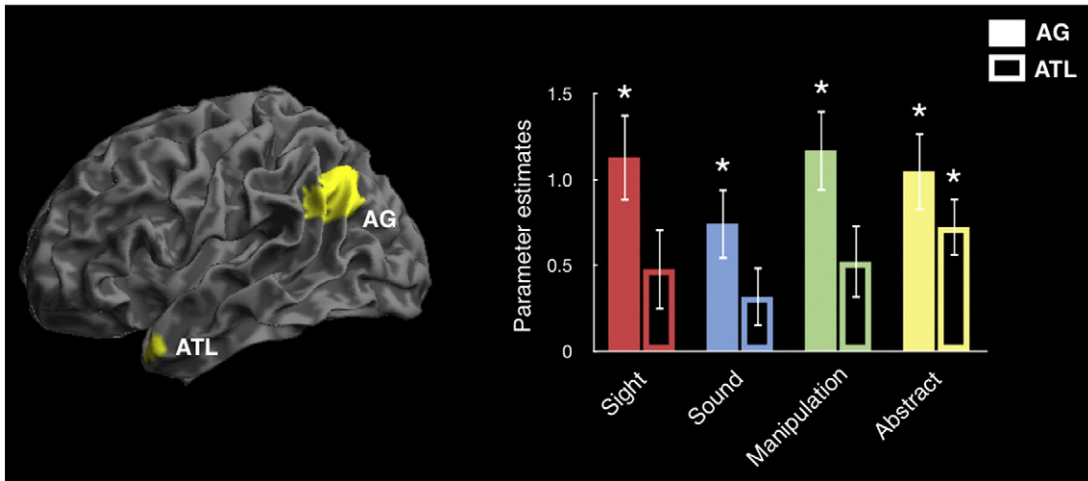 AG
ATL
AG
ATL
Parameter estimates
1.5
1.0
0.5
0
* * * * *
Sight
Sound
Manipulation
Abstract